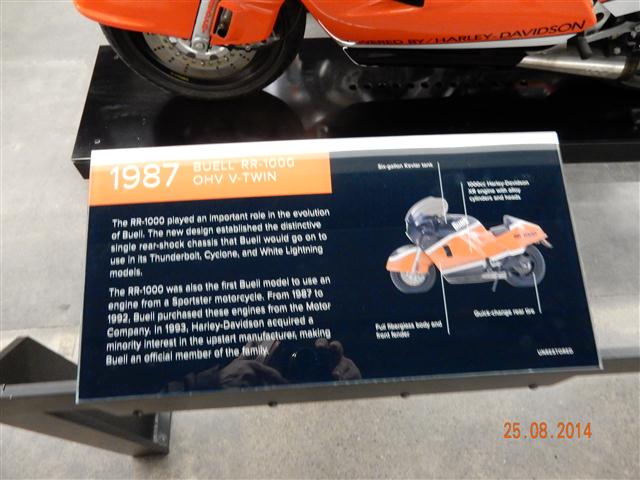 POWERED BY / HARLEY-DAVIDSON
1987 BUELL RR-1000
OHV V-TWIN
The RR-1000 played an important role in the evolution
of Buell. The new design established the distinctive
single rear-shock chassis that Buell would go on to
use in its Thunderbolt, Cyclone, and White Lightning
models.
The RR-1000 was also the first Buell model to use an
engine from a Sportster motorcycle. From 1987 to
1992, Buell purchased these engines from the Motor
Company. In 1993, Harley-Davidson acquired a
minority interest in the upstart manufacturer, making
Buell an official member of the family.
Six-gallon Kevlar tank
1000cc Harley-Davidson
XR engine with alloy
cylinders and heads
Buell
Full fiberglass body and
front fender
Quick-change rear tire
UNRESTORED
25.08.2014